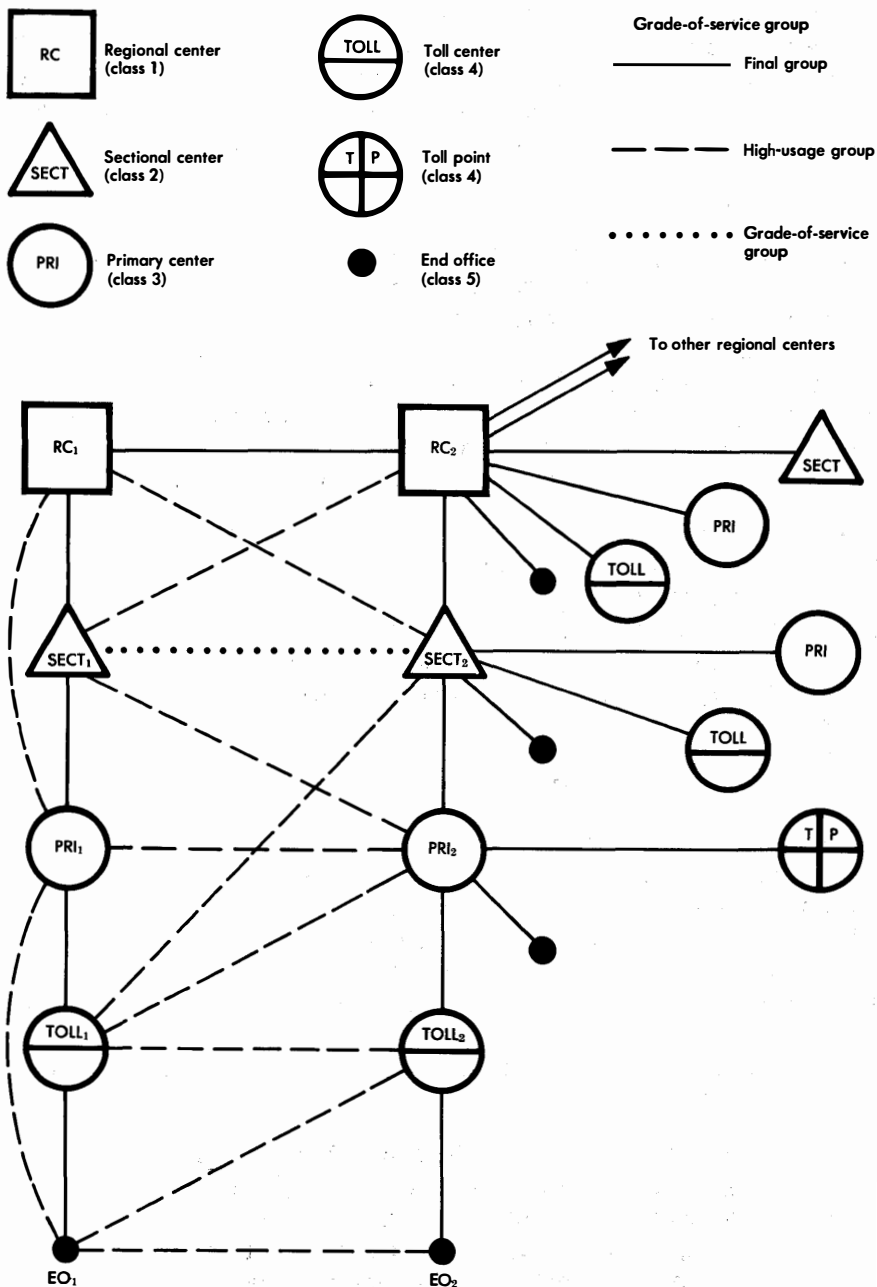 RC
Regional center
(class 1)
TOLL
Toll center
(class 4)
Grade-of-service group
Final group
SECT
Sectional center
(class 2)
T P
Toll point
(class 4)
High-usage group
PRI
Primary center
(class 3)
End office
(class 5)
Grade-of-service
group
To other regional centers
RC₁
RC₂
SECT
PRI
TOLL
SECT₁
SECT₂
PRI
TOLL
PRI₁
PRI₂
T P
TOLL₁
TOLL₂
EO₁
EO₂